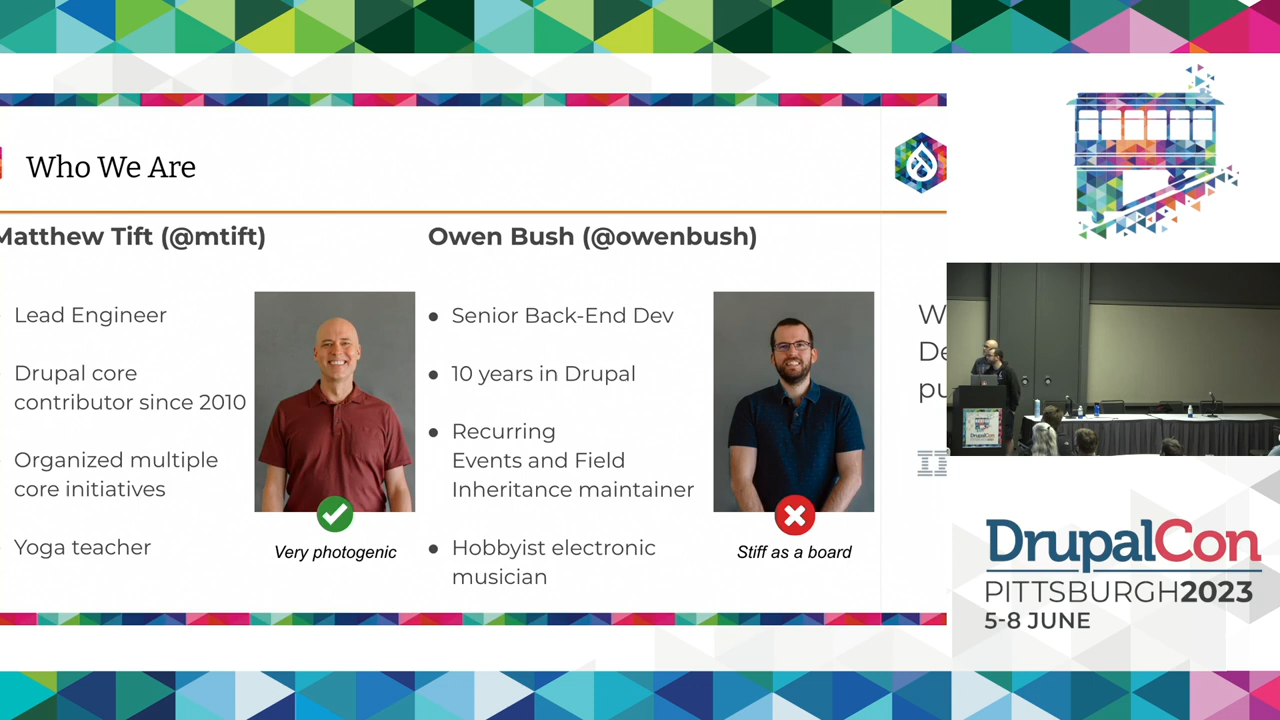 Who We Are
Matthew Tift (@mtift)
Lead Engineer
Drupal core
contributor since 2010
Organized multiple
core initiatives
Yoga teacher
Very photogenic
Owen Bush (@owenbush)
● Senior Back-End Dev
● 10 years in Drupal
● Recurring
Events and Field
Inheritance maintainer
● Hobbyist electronic
musician
Stiff as a board
DrupalCon
DrupalCon
PITTSBURGH2023
5-8 JUNE